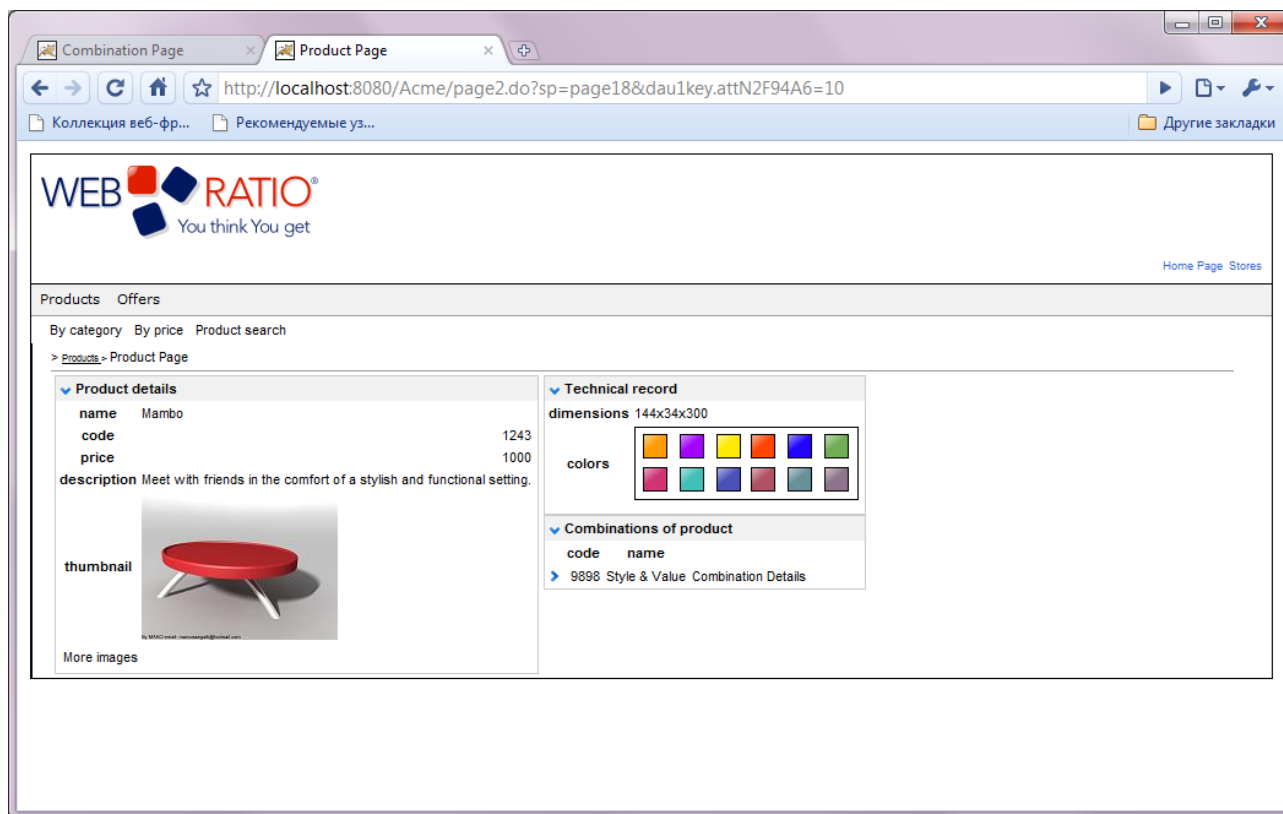 Combination Page
Product Page
http://localhost:8080/Acme/page2.do?sp=page18&dau1key.attN2F94A6=10
Коллекция веб-фр...
Рекомендуемые уз...
Другие закладки
WEB RATIO®
You think You get
Home Page Stores
Products Offers
By category By price Product search
> Products > Product Page
Product details
name Mambo
code 1243
price 1000
description Meet with friends in the comfort of a stylish and functional setting.
thumbnail
More images
Technical record
dimensions 144x34x300
colors
Combinations of product
code name
9898 Style & Value Combination Details